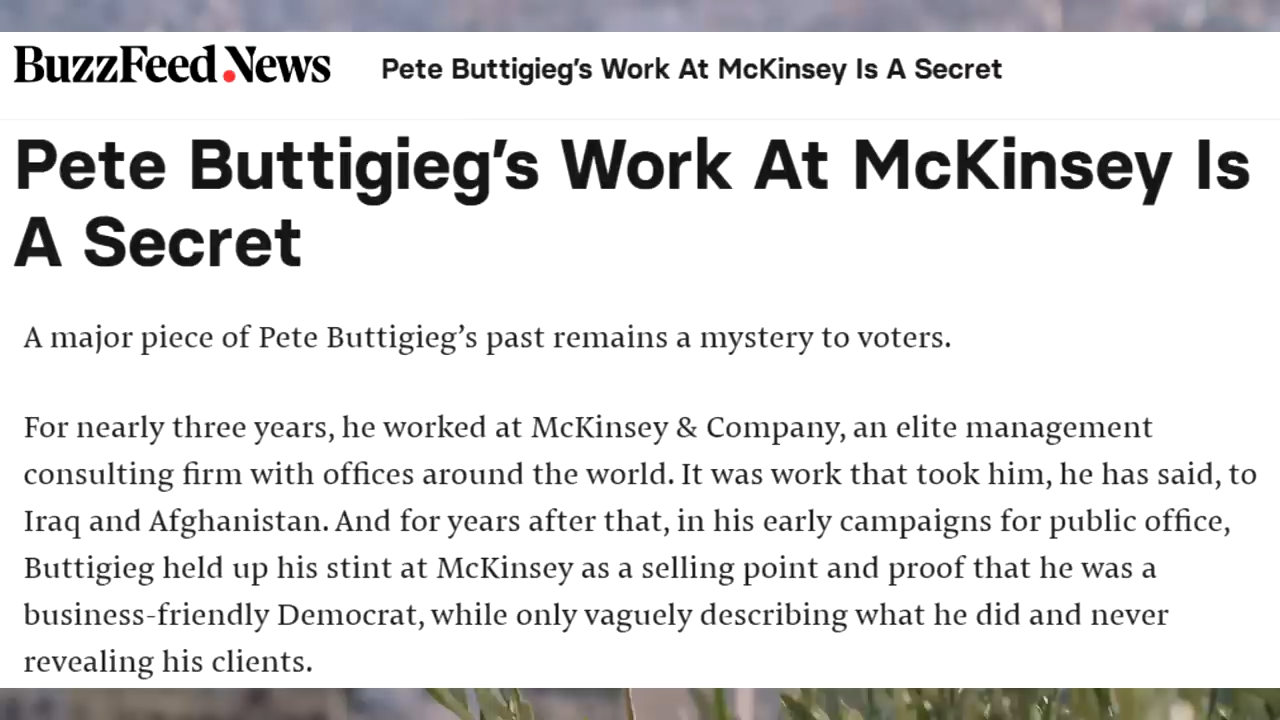 BuzzFeed News
Pete Buttigieg’s Work At McKinsey Is A Secret
Pete Buttigieg’s Work At McKinsey Is
A Secret
A major piece of Pete Buttigieg’s past remains a mystery to voters.
For nearly three years, he worked at McKinsey & Company, an elite management
consulting firm with offices around the world. It was work that took him, he has said, to
Iraq and Afghanistan. And for years after that, in his early campaigns for public office,
Buttigieg held up his stint at McKinsey as a selling point and proof that he was a
business-friendly Democrat, while only vaguely describing what he did and never
revealing his clients.